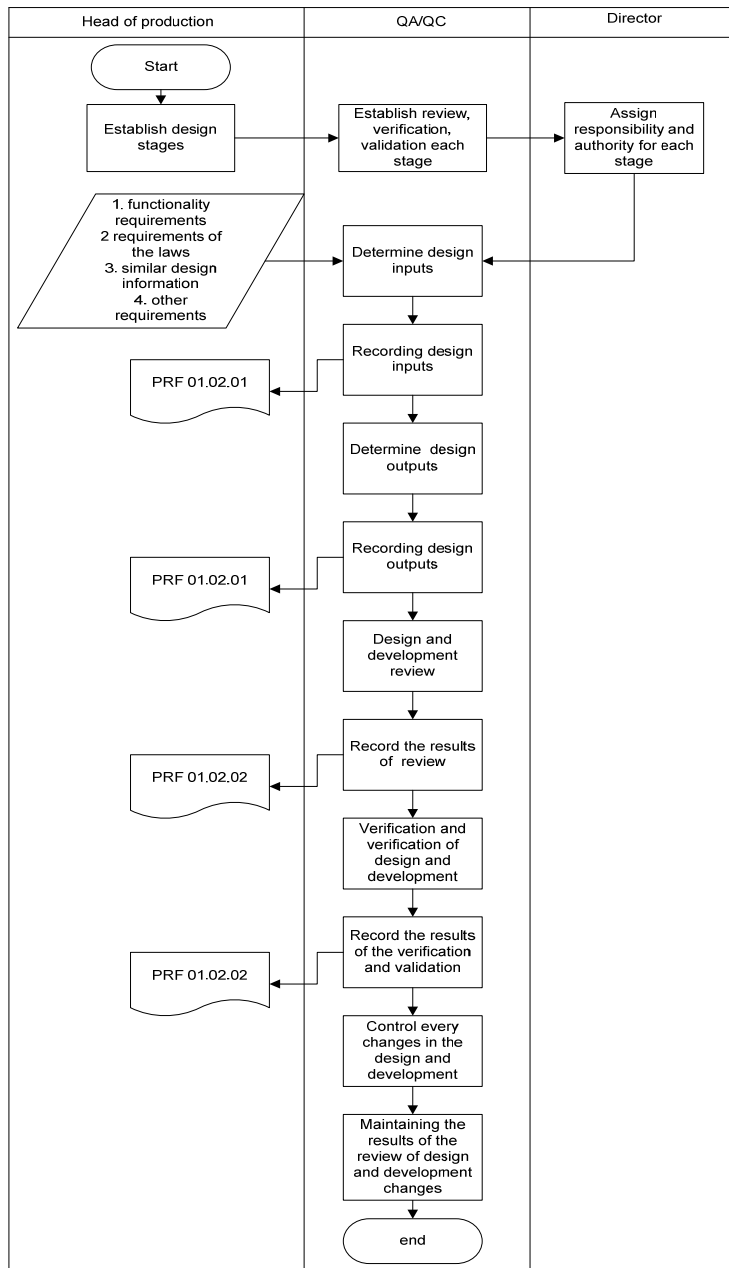 Head of production
QA/QC
Director
Start
Establish design
stages
Establish review,
verification,
validation each
stage
Assign
responsibility and
authority for each
stage
1. functionality
requirements
2 requirements of
the laws
3. similar design
information
4. other
requirements
Determine design
inputs
Recording design
inputs
PRF 01.02.01
Determine design
outputs
Recording design
outputs
PRF 01.02.01
Design and
development
review
Record the results
of review
PRF 01.02.02
Verification and
verification of
design and
development
Record the results
of the verification
and validation
PRF 01.02.02
Control every
changes in the
design and
development
Maintaining the
results of the
review of design
and development
changes
end